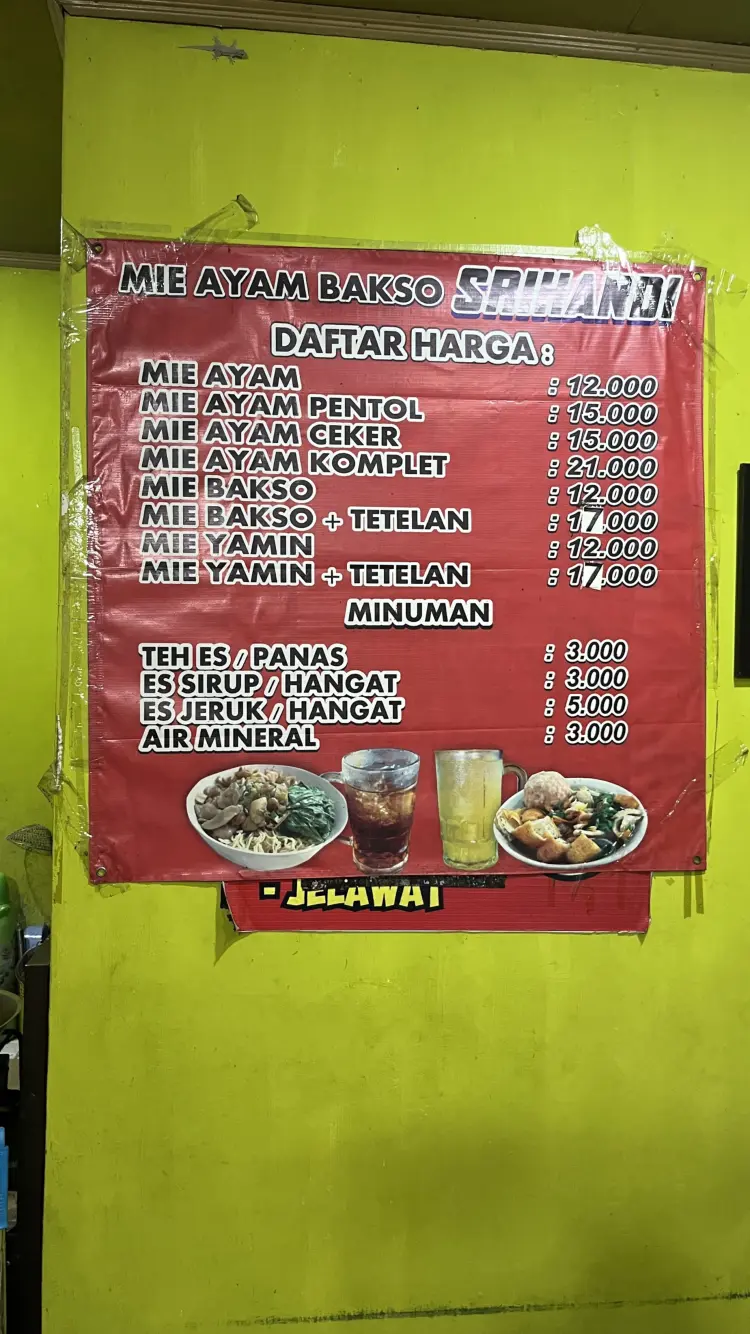 MIE AYAM BAKSO SRIHANDI
DAFTAR HARGA :
MIE AYAM : 12.000
MIE AYAM PENTOL : 15.000
MIE AYAM CEKER : 15.000
MIE AYAM KOMPLET : 21.000
MIE BAKSO : 12.000
MIE BAKSO + TETELAN : 17.000
MIE YAMIN : 12.000
MIE YAMIN + TETELAN : 17.000
MINUMAN
TEH ES / PANAS : 3.000
ES SIRUP / HANGAT : 3.000
ES JERUK / HANGAT : 5.000
AIR MINERAL : 3.000
- JELAWAT